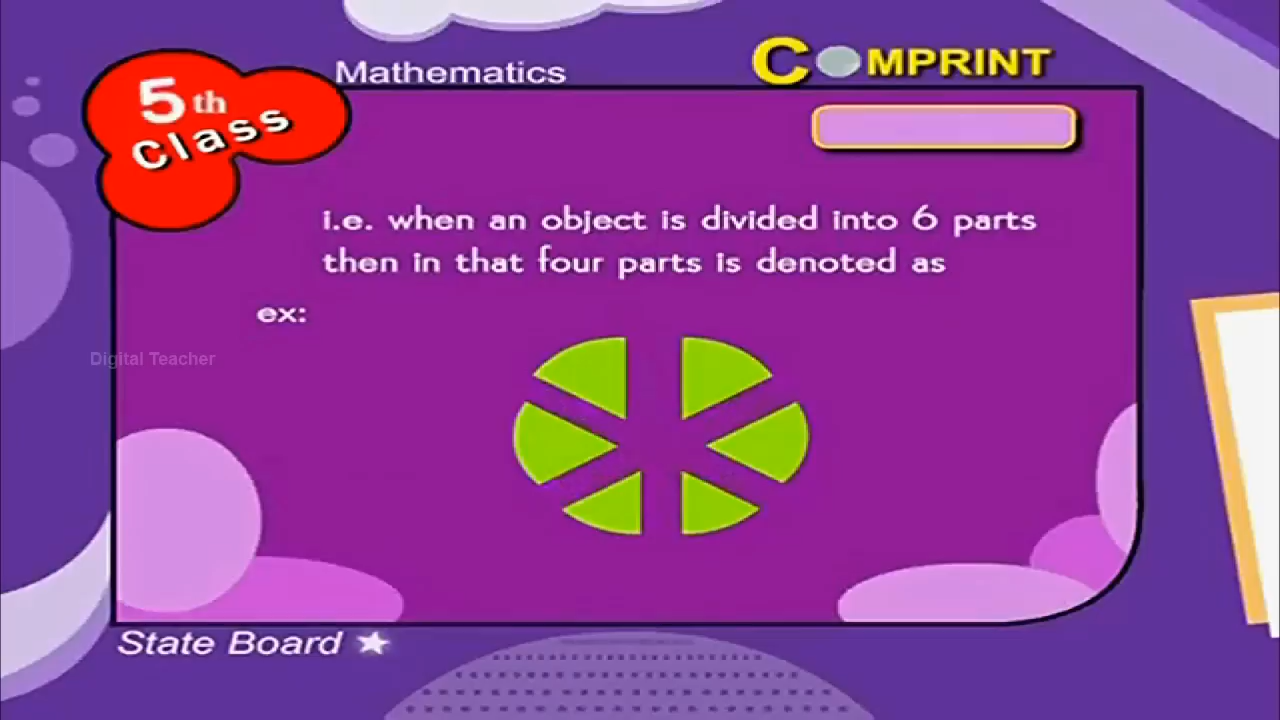 Mathematics
COMPRINT
5th
Class
i.e. when an object is divided into 6 parts
then in that four parts is denoted as
ex:
Digital Teacher
State Board